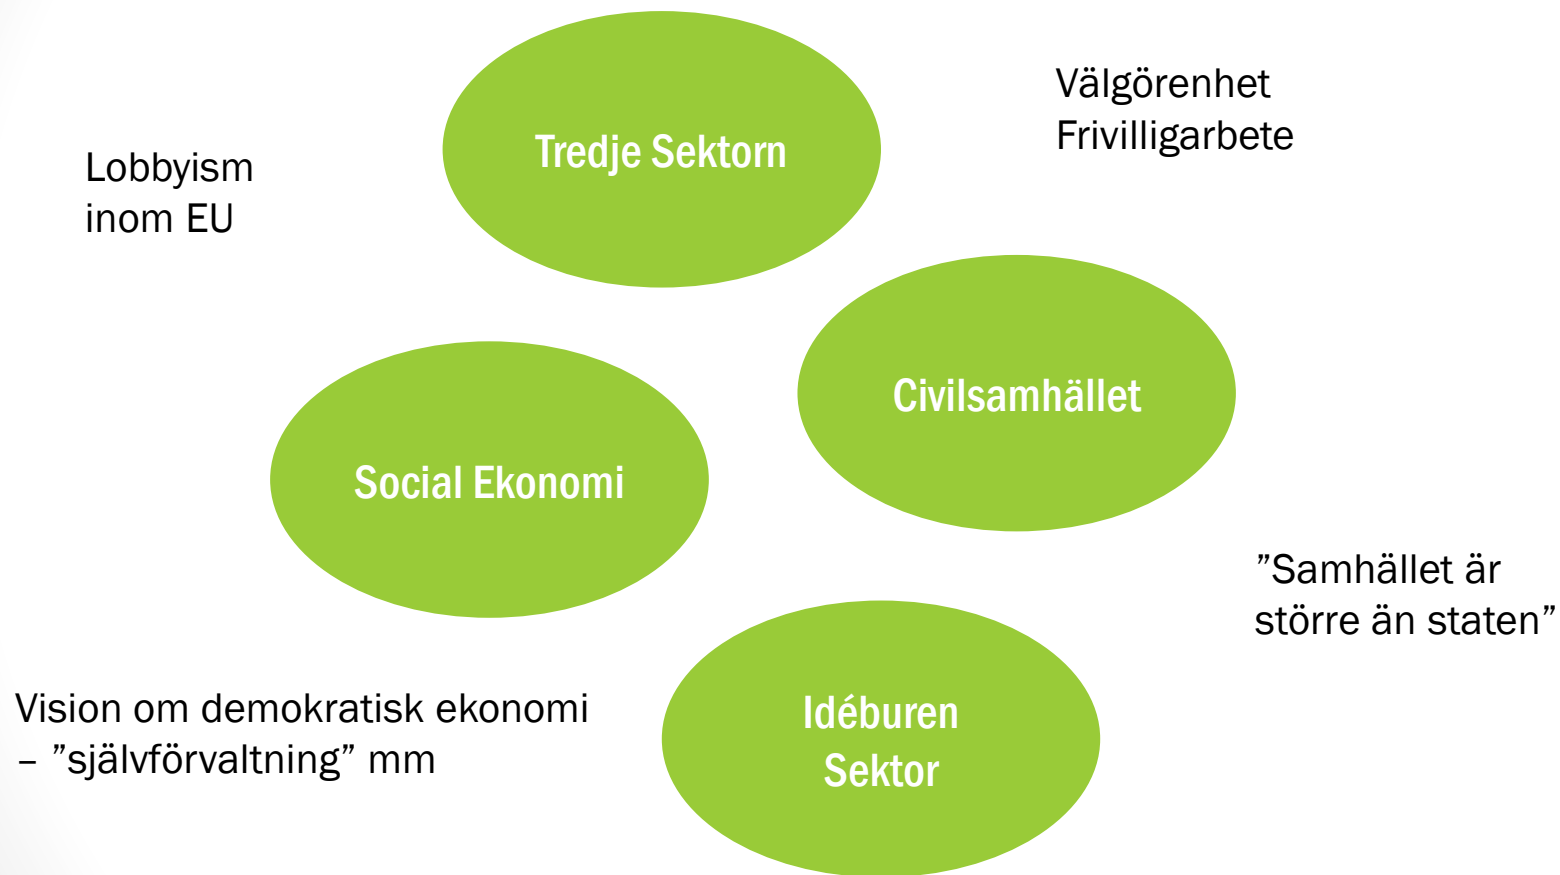 Tredje Sektorn
Välgörenhet
Frivilligarbete
Lobbyism
inom EU
Civilsamhället
Social Ekonomi
”Samhället är
större än staten”
Vision om demokratisk ekonomi
– ”självförvaltning” mm
Idéburen
Sektor